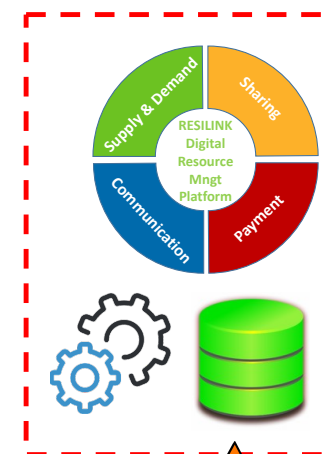 Supply & Demand
Sharing
RESILINK
Digital
Resource
Mngt
Platform
Communication
Payment